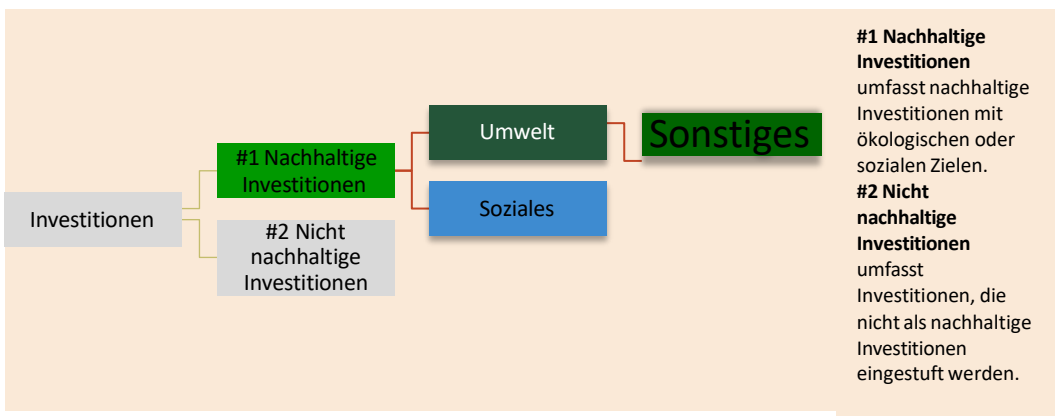 Investitionen
#1 Nachhaltige
Investitionen
#2 Nicht
nachhaltige
Investitionen
Umwelt
Soziales
Sonstiges
#1 Nachhaltige
Investitionen
umfasst nachhaltige
Investitionen mit
ökologischen oder
sozialen Zielen.
#2 Nicht
nachhaltige
Investitionen
umfasst
Investitionen, die
nicht als nachhaltige
Investitionen
eingestuft werden.